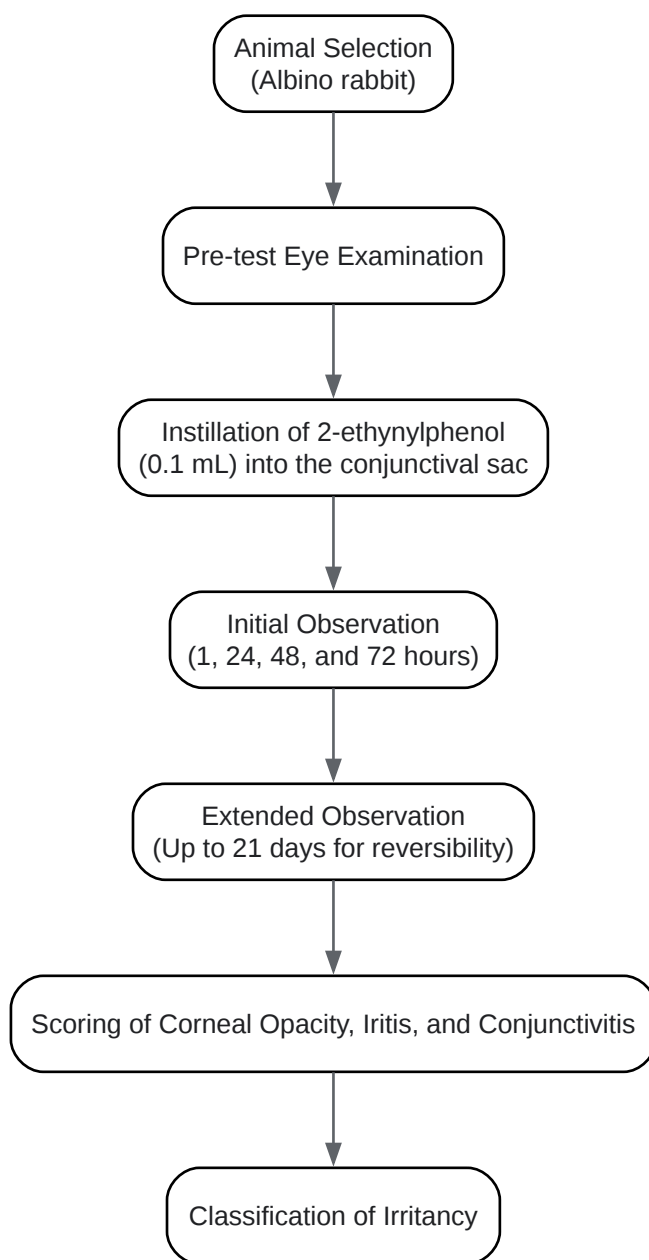 Animal Selection
(Albino rabbit)
Pre-test Eye Examination
Instillation of 2-ethynylphenol
(0.1 mL) into the conjunctival sac
Initial Observation
(1, 24, 48, and 72 hours)
Extended Observation
(Up to 21 days for reversibility)
Scoring of Corneal Opacity, Iritis, and Conjunctivitis
Classification of Irritancy